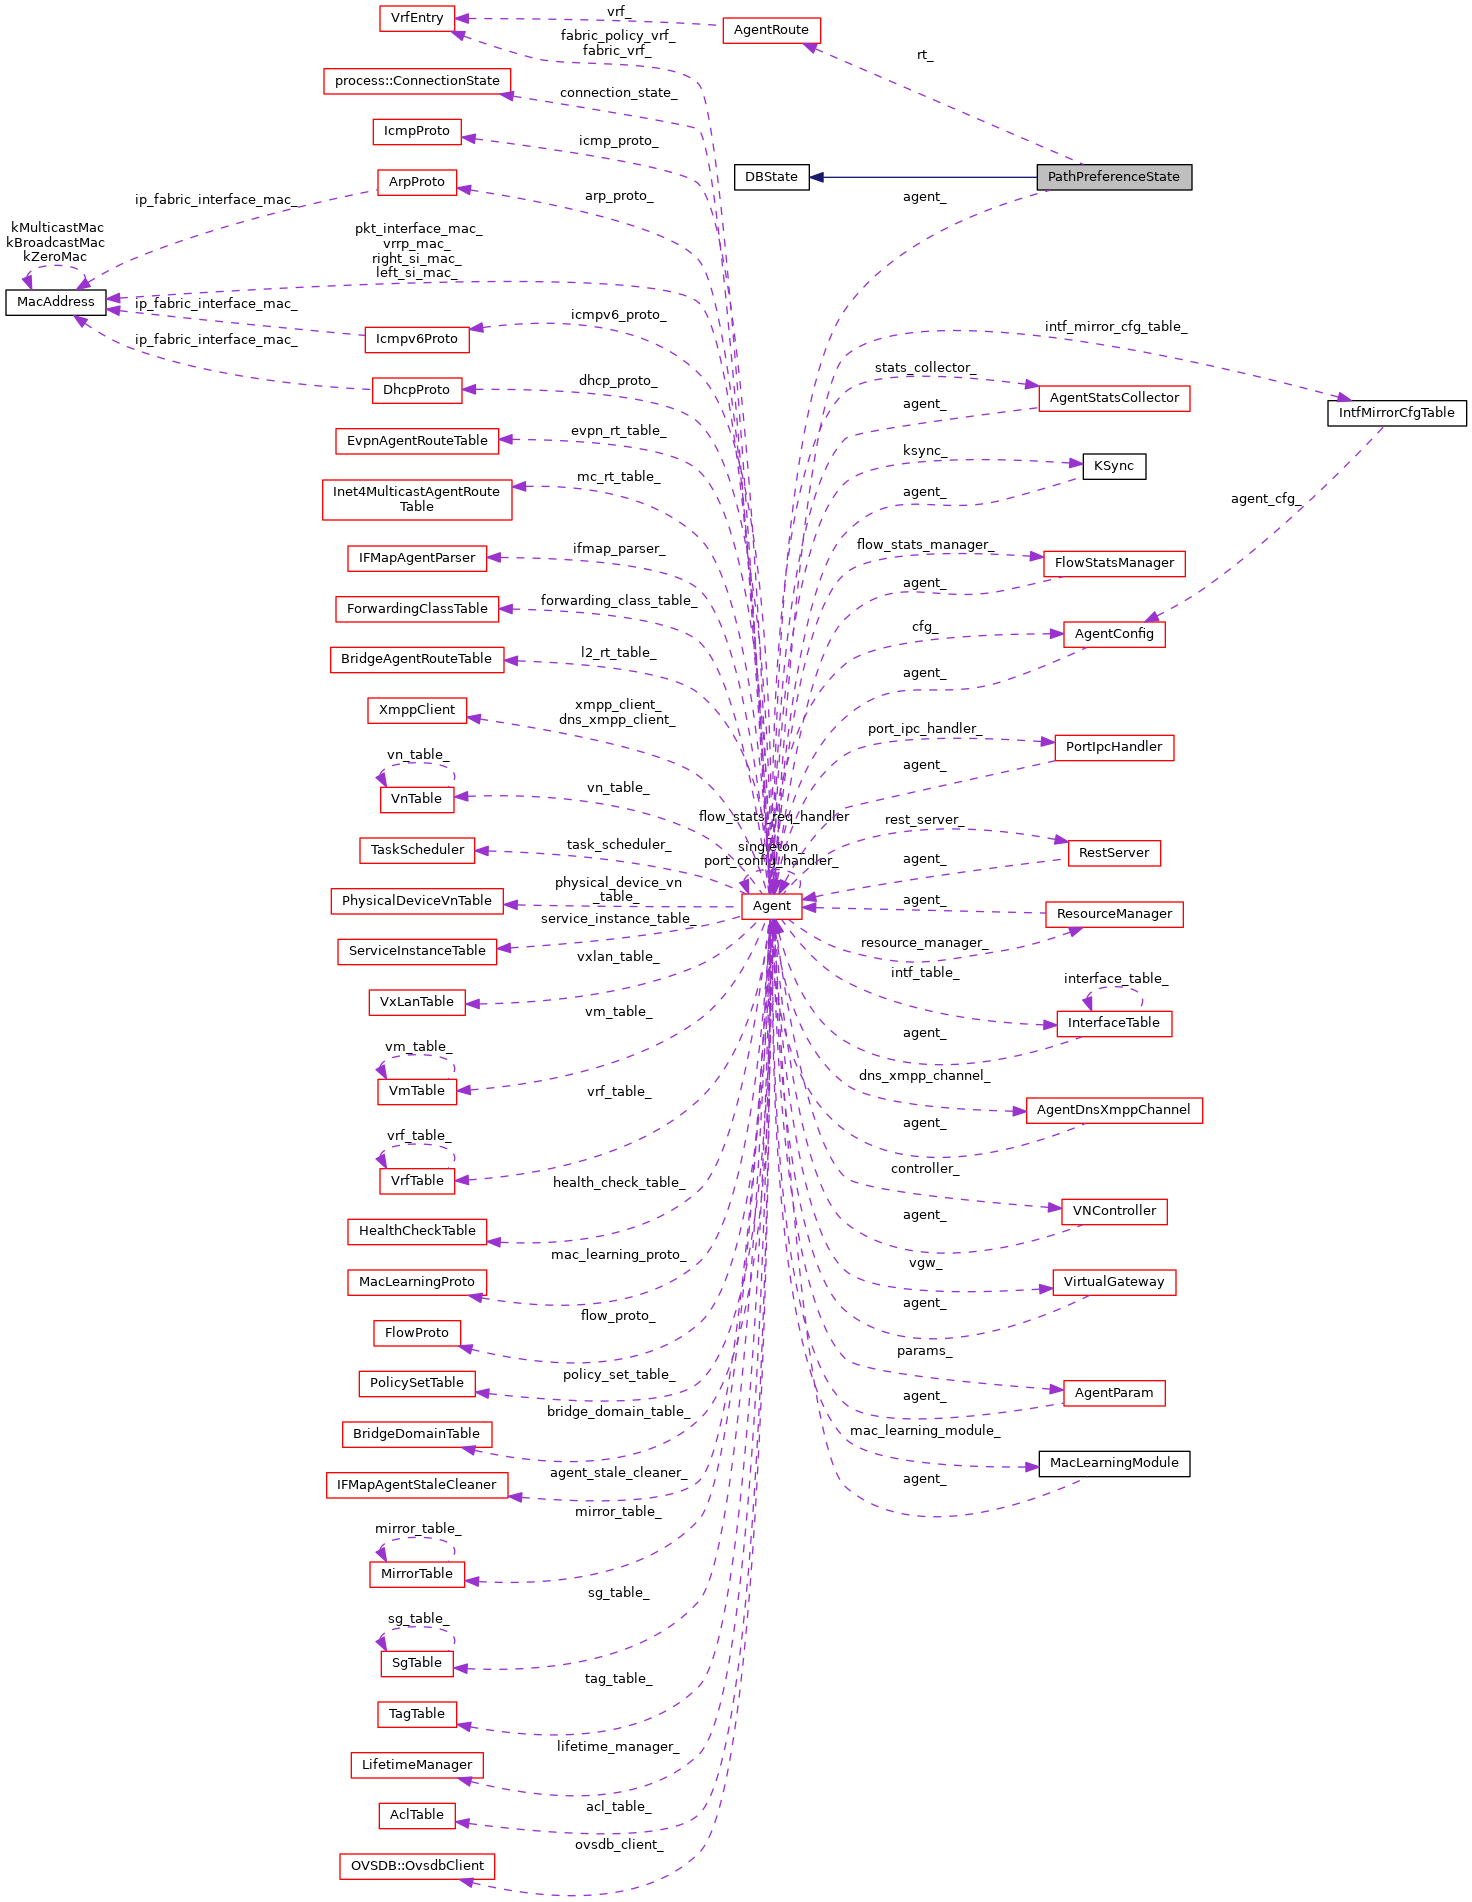 VrfEntry
vrf_
AgentRoute
fabric_policy_vrf_
fabric_vrf_
rt_
process::ConnectionState
connection_state_
IcmpProto
icmp_proto_
DBState
PathPreferenceState
ArpProto
arp_proto_
agent_
ip_fabric_interface_mac_
kMulticastMac
kBroadcastMac
kZeroMac
pkt_interface_mac_
vrrp_mac_
right_si_mac_
left_si_mac_
MacAddress
ip_fabric_interface_mac_
icmpv6_proto_
Icmpv6Proto
ip_fabric_interface_mac_
intf_mirror_cfg_table_
DhcpProto
dhcp_proto_
stats_collector_
AgentStatsCollector
agent_
IntfMirrorCfgTable
EvpnAgentRouteTable
evpn_rt_table_
ksync_
KSync
Inet4MulticastAgentRoute
Table
mc_rt_table_
agent_
agent_cfg_
IFMapAgentParser
ifmap_parser_
flow_stats_manager_
FlowStatsManager
agent_
ForwardingClassTable
forwarding_class_table_
cfg_
AgentConfig
BridgeAgentRouteTable
l2_rt_table_
agent_
XmppClient
xmpp_client_
dns_xmpp_client_
port_ipc_handler_
PortIpcHandler
vn_table_
agent_
VnTable
vn_table_
flow_stats_req_handler
rest_server_
TaskScheduler
task_scheduler_
singleton_
port_config_handler_
RestServer
agent_
PhysicalDeviceVnTable
physical_device_vn
_table_
Agent
agent_
ResourceManager
ServiceInstanceTable
service_instance_table_
resource_manager_
vxlan_table_
intf_table_
interface_table_
VxLanTable
vm_table_
InterfaceTable
agent_
vm_table_
VmTable
dns_xmpp_channel_
vrf_table_
AgentDnsXmppChannel
agent_
vrf_table_
VrfTable
health_check_table_
controller_
VNController
agent_
HealthCheckTable
mac_learning_proto_
vgw_
MacLearningProto
VirtualGateway
agent_
FlowProto
flow_proto_
params_
PolicySetTable
policy_set_table_
AgentParam
agent_
BridgeDomainTable
bridge_domain_table_
mac_learning_module_
MacLearningModule
IFMapAgentStaleCleaner
agent_stale_cleaner_
agent_
mirror_table_
mirror_table_
MirrorTable
sg_table_
sg_table_
SgTable
tag_table_
TagTable
lifetime_manager_
LifetimeManager
acl_table_
AclTable
ovsdb_client_
OVSDB::OvsdbClient